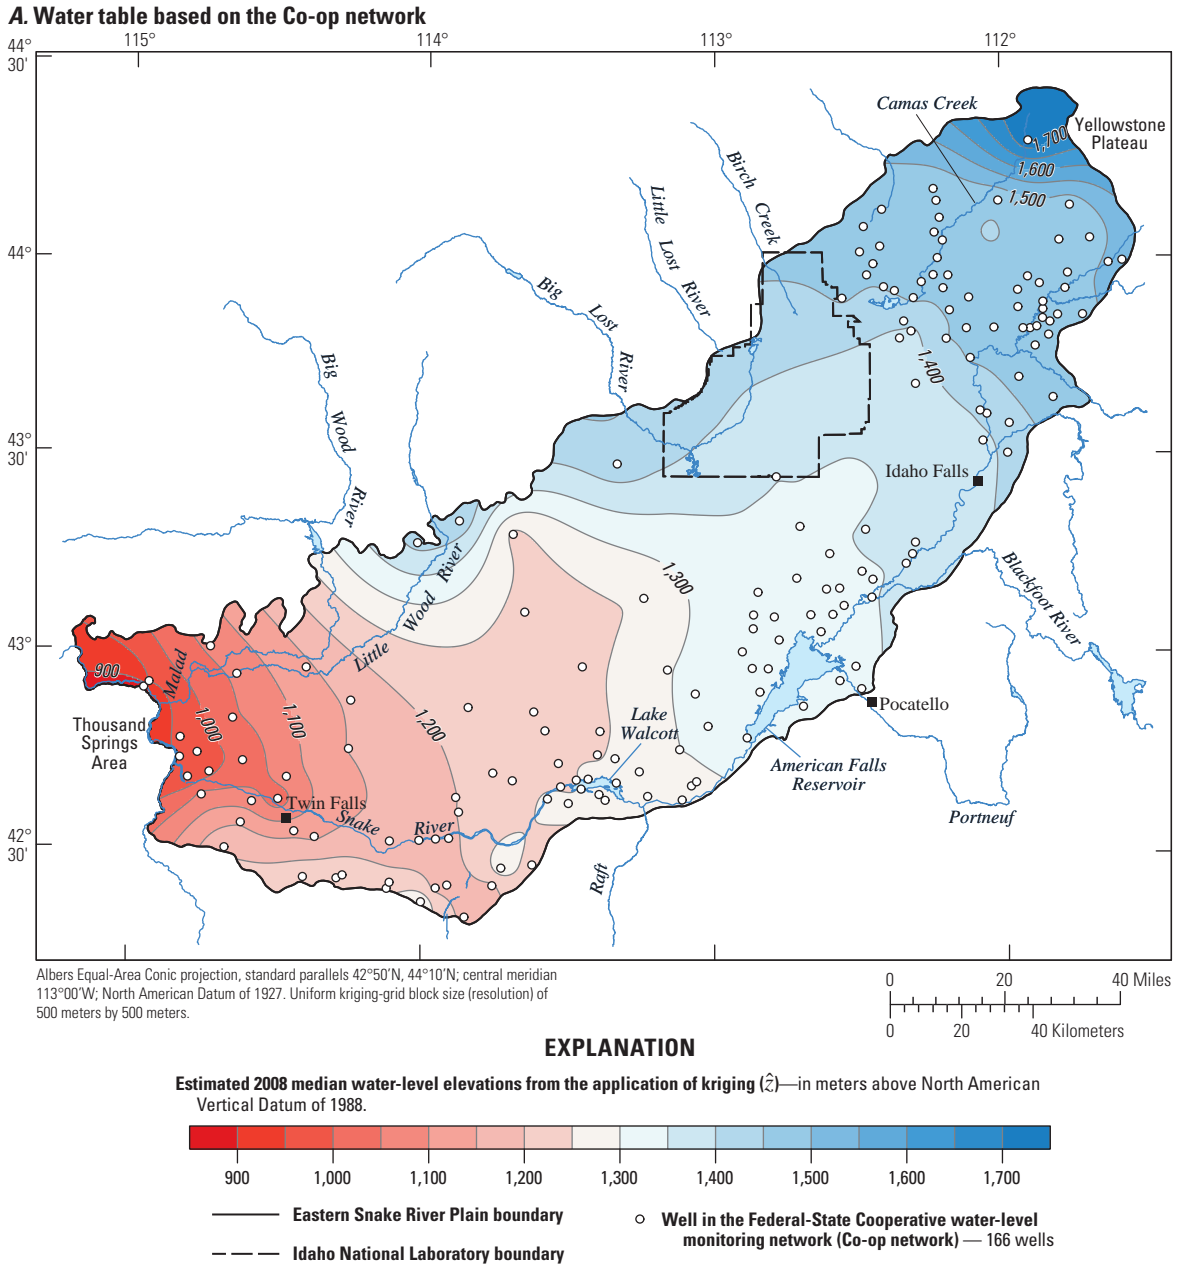 A. Water table based on the Co-op network
115°
114°
113°
112°
44°
30'
44°
43°
30'
43°
42°
30'
Camas Creek
Yellowstone
Plateau
1,700
1,600
1,500
Birch Creek
Little Lost River
Big Lost River
Big Wood River
1,400
Idaho Falls
1,300
Blackfoot River
Little Wood River
900
Malad
Thousand
Springs
Area
1,000
1,100
1,200
Lake
Walcott
Pocatello
American Falls
Reservoir
Twin Falls
Snake River
Portneuf
Raft
Albers Equal-Area Conic projection, standard parallels 42°50'N, 44°10'N; central meridian
113°00'W; North American Datum of 1927. Uniform kriging-grid block size (resolution) of
500 meters by 500 meters.
0 20 40 Miles
0 20 40 Kilometers
EXPLANATION
Estimated 2008 median water-level elevations from the application of kriging (ẑ)—in meters above North American
Vertical Datum of 1988.
900 1,000 1,100 1,200 1,300 1,400 1,500 1,600 1,700
Eastern Snake River Plain boundary
Idaho National Laboratory boundary
Well in the Federal-State Cooperative water-level
monitoring network (Co-op network) — 166 wells